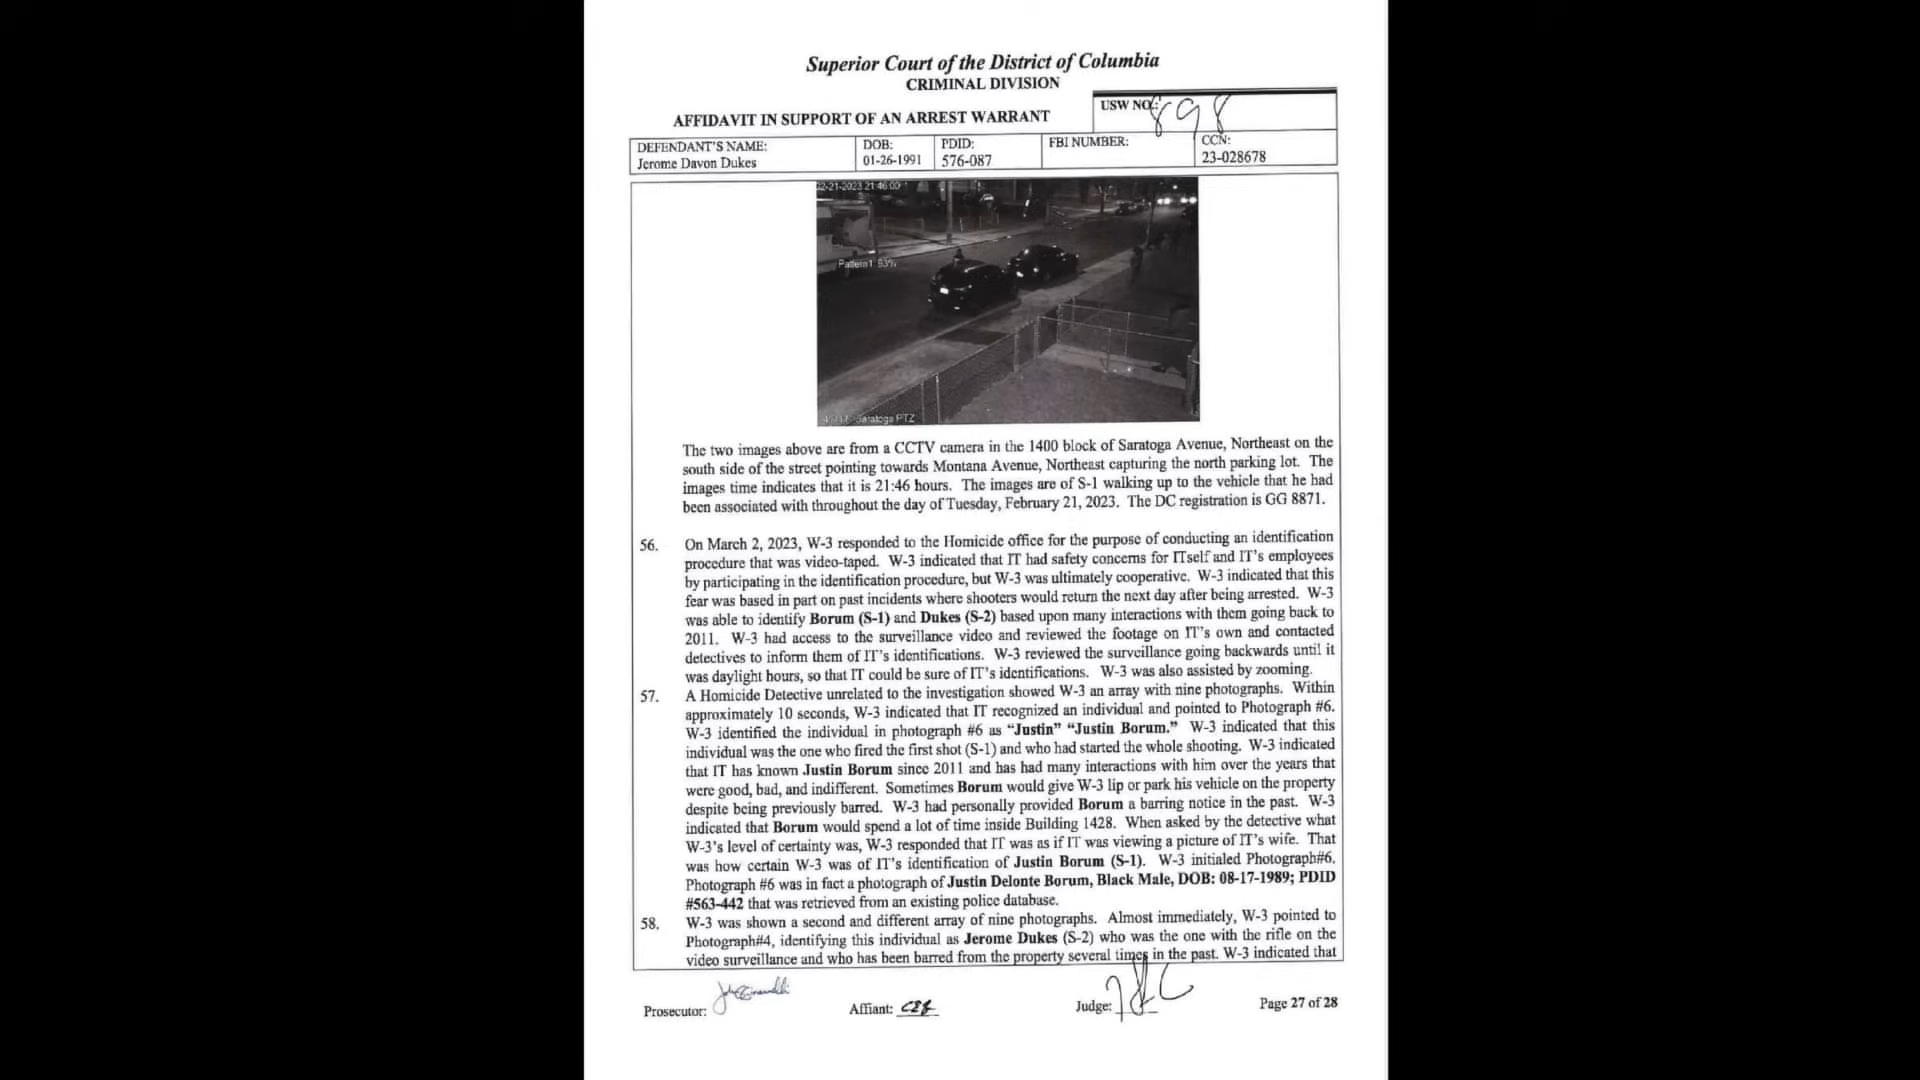 Superior Court of the District of Columbia
CRIMINAL DIVISION
AFFIDAVIT IN SUPPORT OF AN ARREST WARRANT
USW NO.: 898
DEFENDANT'S NAME:
Jerome Davon Dukes
DOB:
01-26-1991
PDID:
576-087
FBI NUMBER:
CCN:
23-028678
02-21-2023 21:46:00
Pattern1 93%
Saratoga PTZ
The two images above are from a CCTV camera in the 1400 block of Saratoga Avenue, Northeast on the
south side of the street pointing towards Montana Avenue, Northeast capturing the north parking lot. The
images time indicates that it is 21:46 hours. The images are of S-1 walking up to the vehicle that he had
been associated with throughout the day of Tuesday, February 21, 2023. The DC registration is GG 8871.
56. On March 2, 2023, W-3 responded to the Homicide office for the purpose of conducting an identification
procedure that was video-taped. W-3 indicated that IT had safety concerns for ITself and IT's employees
by participating in the identification procedure, but W-3 was ultimately cooperative. W-3 indicated that this
fear was based in part on past incidents where shooters would return the next day after being arrested. W-3
was able to identify Borum (S-1) and Dukes (S-2) based upon many interactions with them going back to
2011. W-3 had access to the surveillance video and reviewed the footage on IT's own and contacted
detectives to inform them of IT's identifications. W-3 reviewed the surveillance going backwards until it
was daylight hours, so that IT could be sure of IT's identifications. W-3 was also assisted by zooming.
57. A Homicide Detective unrelated to the investigation showed W-3 an array with nine photographs. Within
approximately 10 seconds, W-3 indicated that IT recognized an individual and pointed to Photograph #6.
W-3 identified the individual in photograph #6 as "Justin" "Justin Borum." W-3 indicated that this
individual was the one who fired the first shot (S-1) and who had started the whole shooting. W-3 indicated
that IT has known Justin Borum since 2011 and has had many interactions with him over the years that
were good, bad, and indifferent. Sometimes Borum would give W-3 lip or park his vehicle on the property
despite being previously barred. W-3 had personally provided Borum a barring notice in the past. W-3
indicated that Borum would spend a lot of time inside Building 1428. When asked by the detective what
W-3's level of certainty was, W-3 responded that IT was as if IT was viewing a picture of IT's wife. That
was how certain W-3 was of IT's identification of Justin Borum (S-1). W-3 initialed Photograph#6.
Photograph #6 was in fact a photograph of Justin Delonte Borum, Black Male, DOB: 08-17-1989; PDID
#563-442 that was retrieved from an existing police database.
58. W-3 was shown a second and different array of nine photographs. Almost immediately, W-3 pointed to
Photograph#4, identifying this individual as Jerome Dukes (S-2) who was the one with the rifle on the
video surveillance and who has been barred from the property several times in the past. W-3 indicated that
Prosecutor:
Affiant:
Judge:
Page 27 of 28